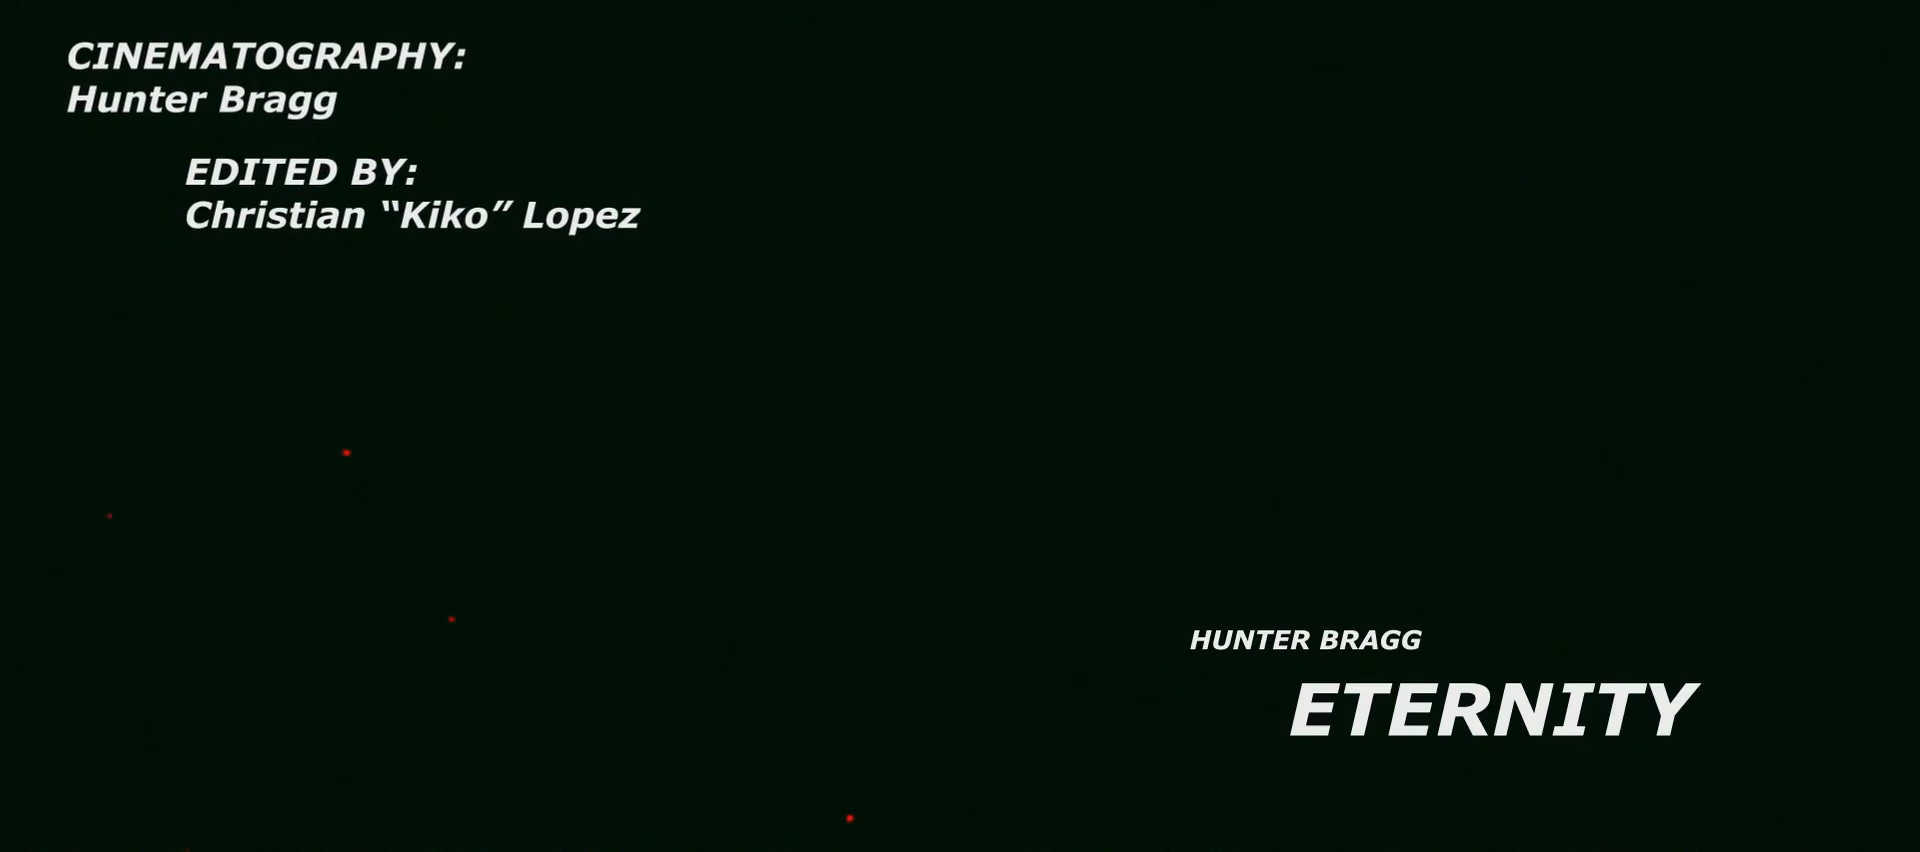 CINEMATOGRAPHY:
Hunter Bragg
EDITED BY:
Christian “Kiko” Lopez
HUNTER BRAGG
ETERNITY